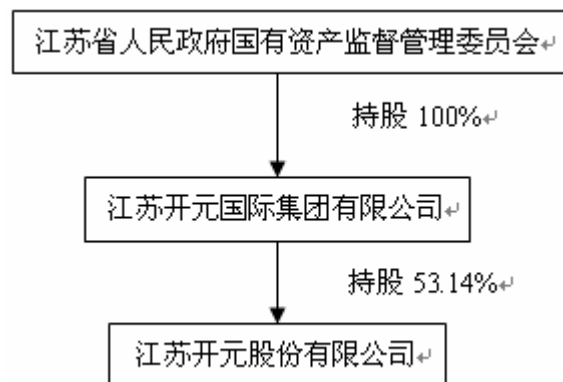 江苏省人民政府国有资产监督管理委员会↵
持股 100%↵
江苏开元国际集团有限公司↵
持股 53.14%↵
江苏开元股份有限公司↵